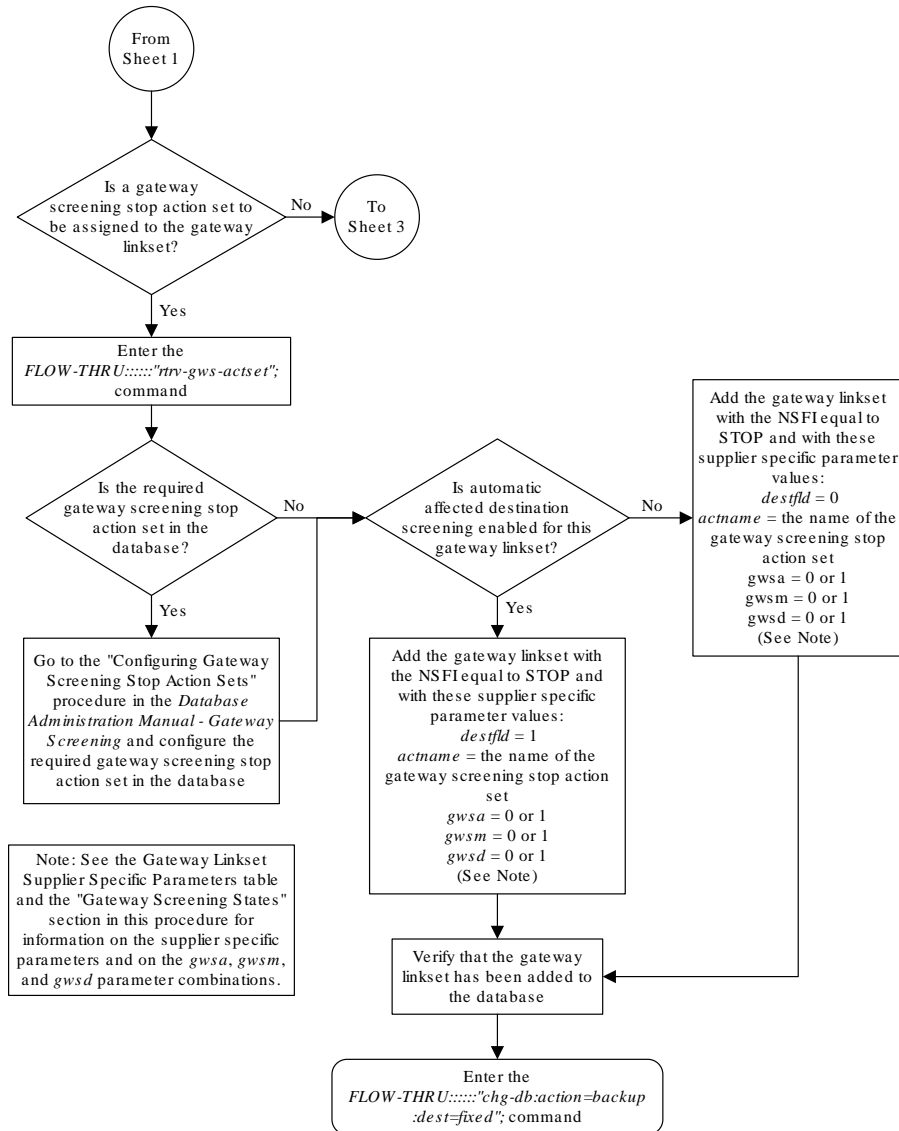 From
Sheet 1
Is a gateway
screening stop action set to
be assigned to the gateway
linkset?
No
To
Sheet 3
Yes
Enter the
FLOW-THRU::::::"rtrv-gws-actset";
command
Is the required
gateway screening stop
action set in the
database?
No
Yes
Go to the "Configuring Gateway
Screening Stop Action Sets"
procedure in the Database
Administration Manual - Gateway
Screening and configure the
required gateway screening stop
action set in the database
Is automatic
affected destination
screening enabled for this
gateway linkset?
No
Yes
Add the gateway linkset
with the NSFI equal to
STOP and with these
supplier specific parameter
values:
destfld = 0
actname = the name of the
gateway screening stop
action set
gwsa = 0 or 1
gwsm = 0 or 1
gwsd = 0 or 1
(See Note)
Add the gateway linkset with
the NSFI equal to STOP and
with these supplier specific
parameter values:
destfld = 1
actname = the name of the
gateway screening stop action
set
gwsa = 0 or 1
gwsm = 0 or 1
gwsd = 0 or 1
(See Note)
Note: See the Gateway Linkset
Supplier Specific Parameters table
and the "Gateway Screening States"
section in this procedure for
information on the supplier specific
parameters and on the gwsa, gwsm,
and gwsd parameter combinations.
Verify that the gateway
linkset has been added to
the database
Enter the
FLOW-THRU::::::"chg-db:action=backup
:dest=fixed"; command